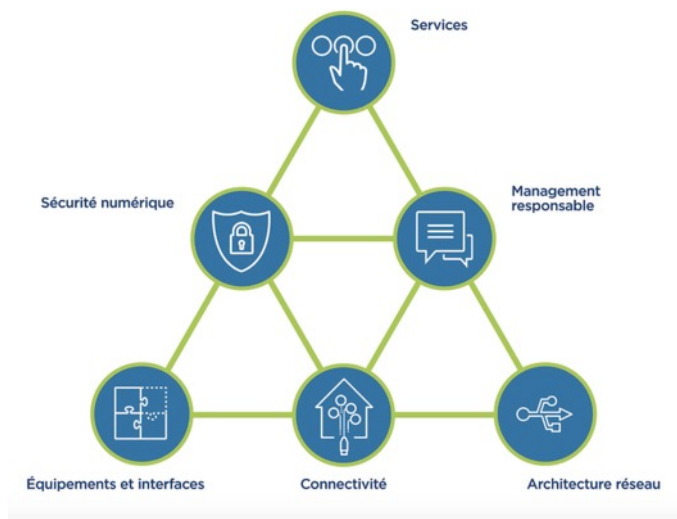 Services
Sécurité numérique
Management
responsable
Équipements et interfaces
Connectivité
Architecture réseau